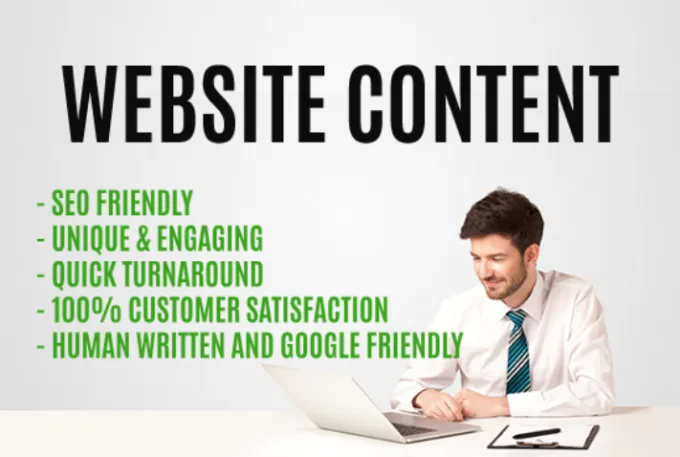 WEBSITE CONTENT
- SEO FRIENDLY
- UNIQUE & ENGAGING
- QUICK TURNAROUND
- 100% CUSTOMER SATISFACTION
- HUMAN WRITTEN AND GOOGLE FRIENDLY